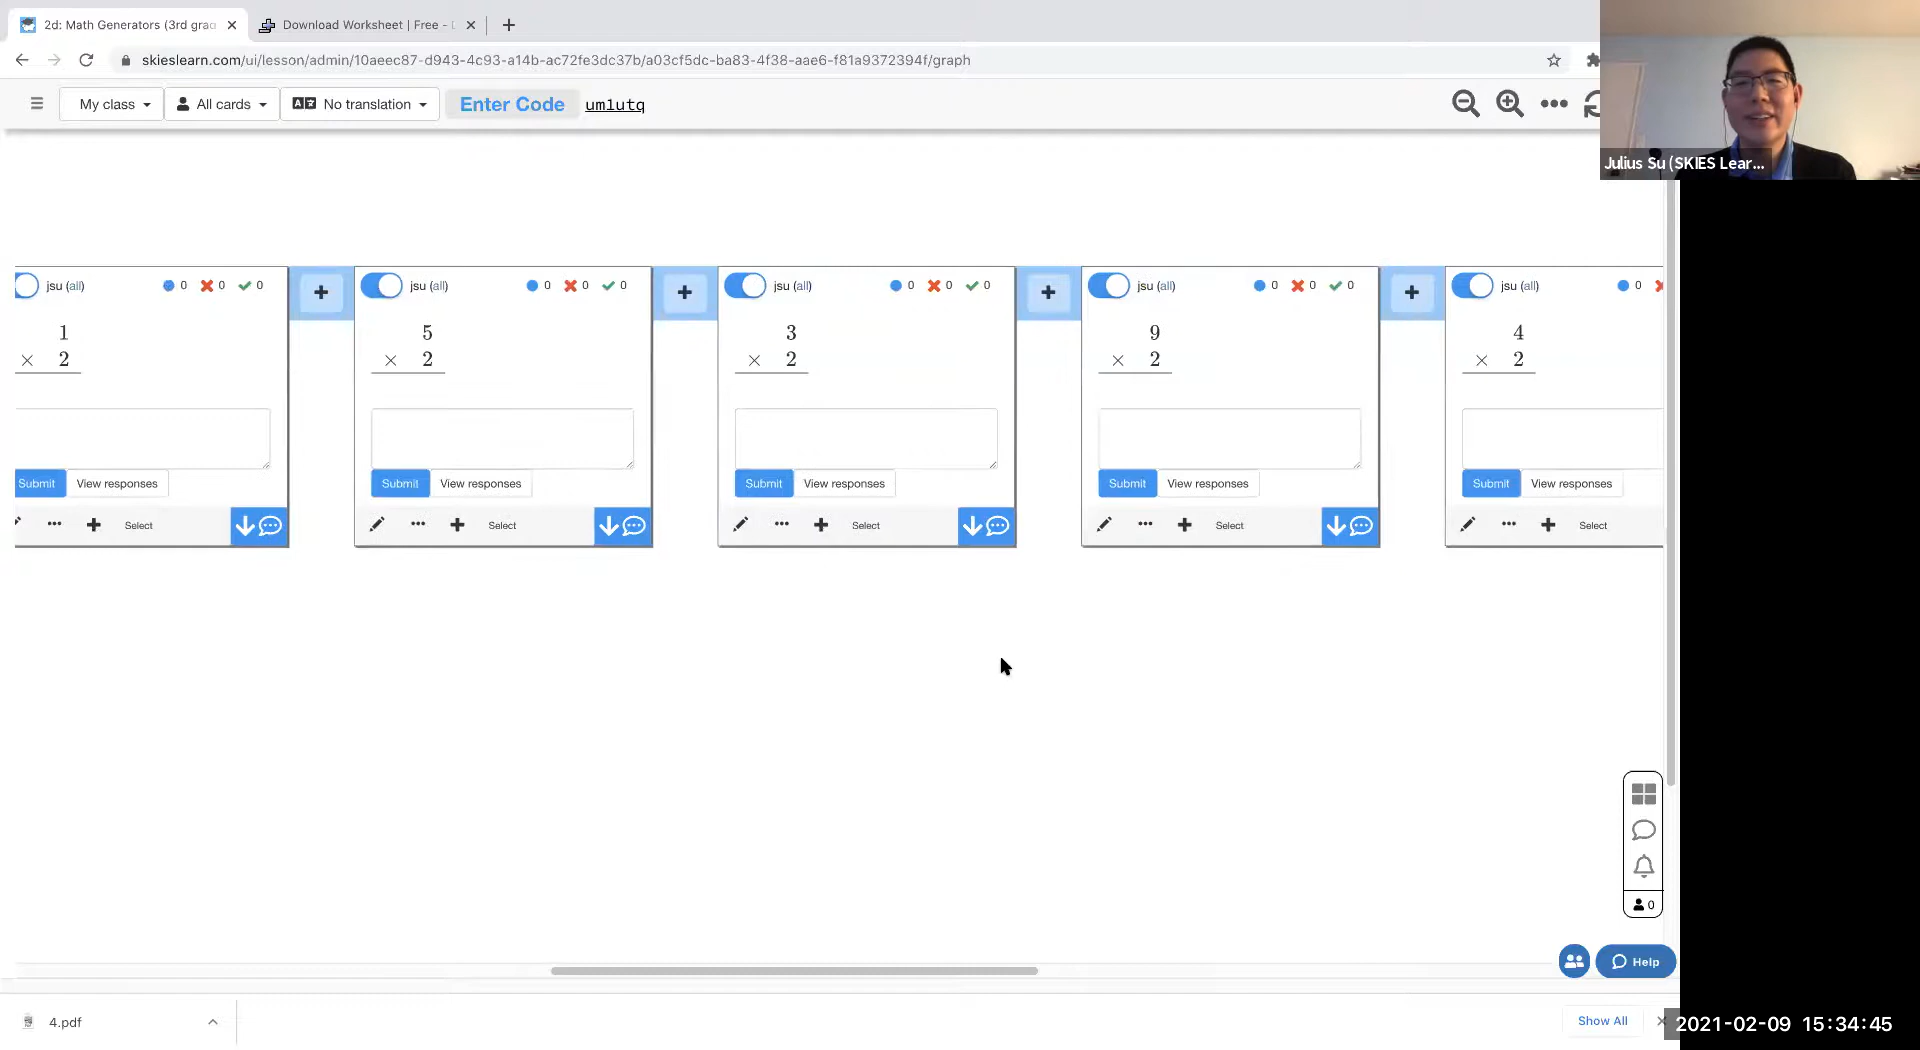 2d: Math Generators (3rd grad
Download Worksheet | Free -
skieslearn.com/ui/lesson/admin/10aeec87-d943-4c93-a14b-ac72fe3dc37b/a03cf5dc-ba83-4f38-aae6-f81a9372394f/graph
My class
All cards
No translation
Enter Code
um1utq
Julius Su (SKIES Lear...
jsu (all) 0 0 0
1
× 2
Submit View responses
Select
jsu (all) 0 0 0
5
× 2
Submit View responses
Select
jsu (all) 0 0 0
3
× 2
Submit View responses
Select
jsu (all) 0 0 0
9
× 2
Submit View responses
Select
jsu (all) 0
4
× 2
Submit View responses
Select
0
Help
4.pdf
Show All
2021-02-09 15:34:45